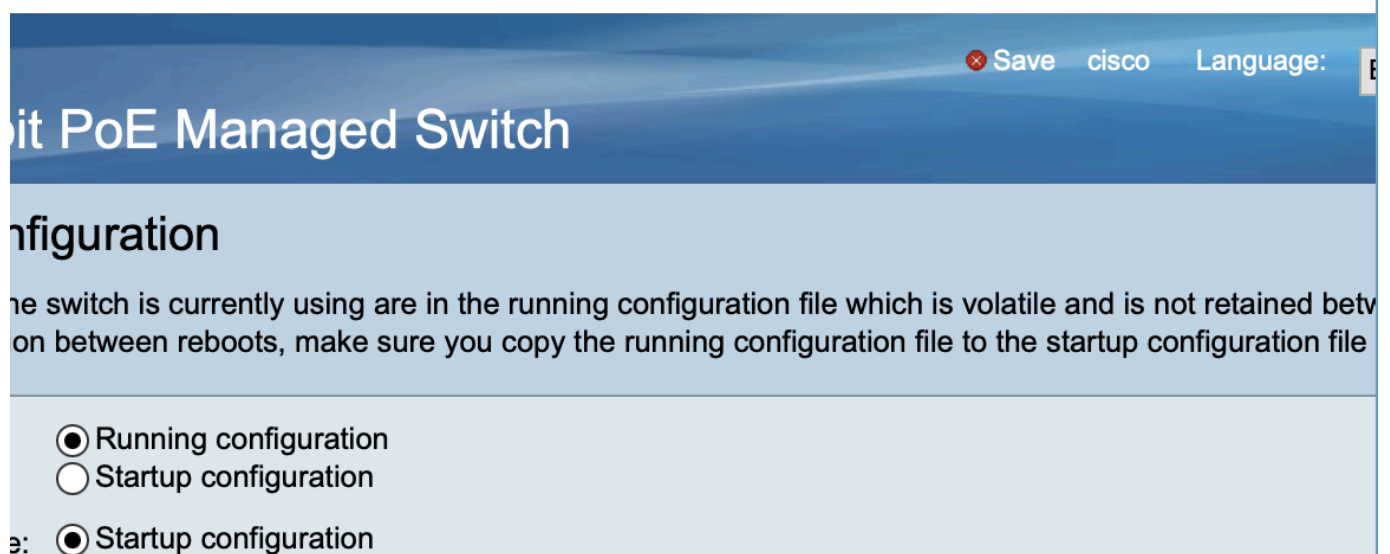 Save cisco Language:
it PoE Managed Switch
nfiguration
he switch is currently using are in the running configuration file which is volatile and is not retained betw
on between reboots, make sure you copy the running configuration file to the startup configuration file
Running configuration
Startup configuration
e: Startup configuration